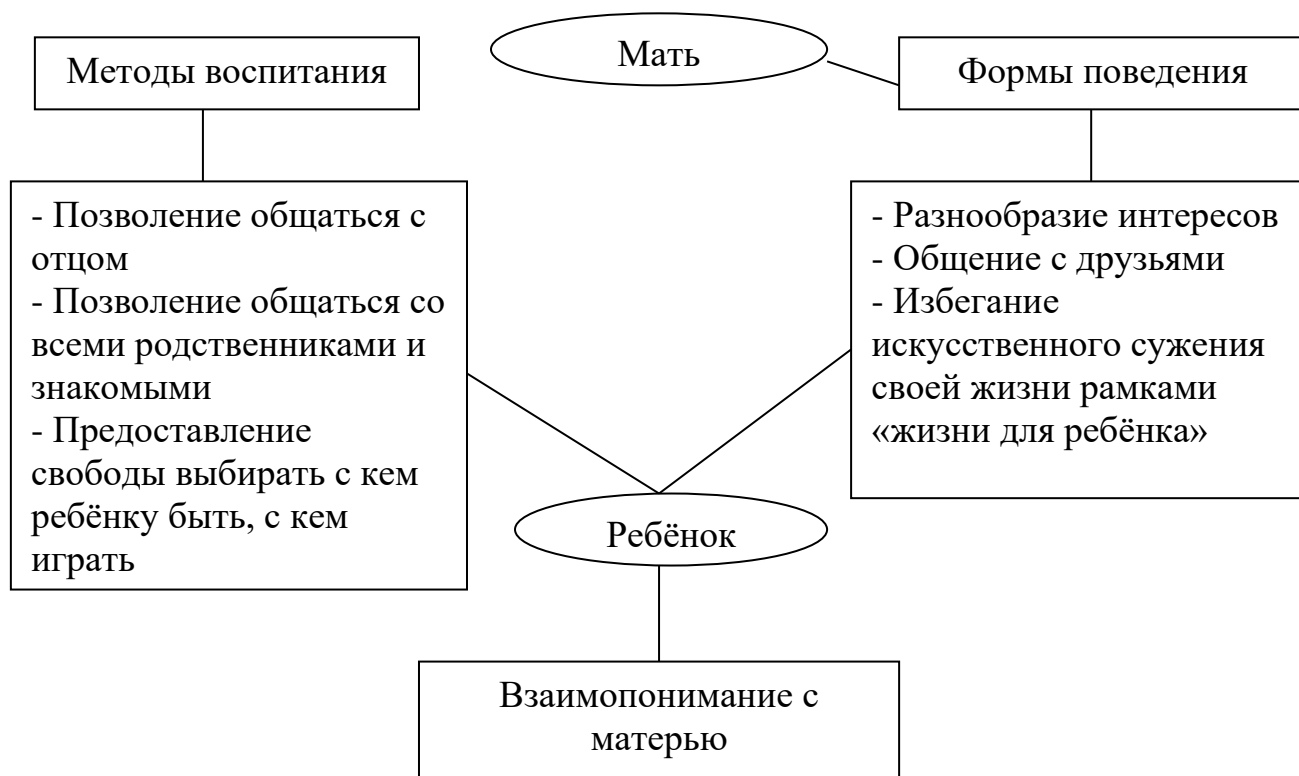 Мать
Методы воспитания
Формы поведения
- Позволение общаться с
отцом
- Позволение общаться со
всеми родственниками и
знакомыми
- Предоставление
свободы выбирать с кем
ребёнку быть, с кем
играть
- Разнообразие интересов
- Общение с друзьями
- Избегание
искусственного сужения
своей жизни рамками
«жизни для ребёнка»
Ребёнок
Взаимопонимание с
матерью